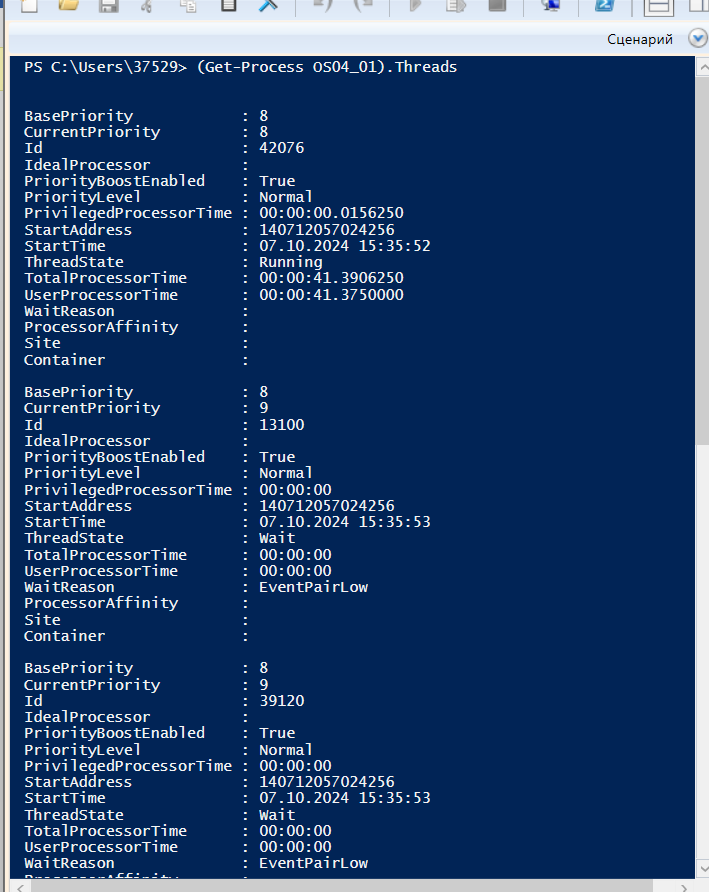 Сценарий
PS C:\Users\37529> (Get-Process OS04_01).Threads
BasePriority : 8
CurrentPriority : 8
Id : 42076
IdealProcessor :
PriorityBoostEnabled : True
PriorityLevel : Normal
PrivilegedProcessorTime : 00:00:00.0156250
StartAddress : 140712057024256
StartTime : 07.10.2024 15:35:52
ThreadState : Running
TotalProcessorTime : 00:00:41.3906250
UserProcessorTime : 00:00:41.3750000
WaitReason :
ProcessorAffinity :
Site :
Container :
BasePriority : 8
CurrentPriority : 9
Id : 13100
IdealProcessor :
PriorityBoostEnabled : True
PriorityLevel : Normal
PrivilegedProcessorTime : 00:00:00
StartAddress : 140712057024256
StartTime : 07.10.2024 15:35:53
ThreadState : Wait
TotalProcessorTime : 00:00:00
UserProcessorTime : 00:00:00
WaitReason : EventPairLow
ProcessorAffinity :
Site :
Container :
BasePriority : 8
CurrentPriority : 9
Id : 39120
IdealProcessor :
PriorityBoostEnabled : True
PriorityLevel : Normal
PrivilegedProcessorTime : 00:00:00
StartAddress : 140712057024256
StartTime : 07.10.2024 15:35:53
ThreadState : Wait
TotalProcessorTime : 00:00:00
UserProcessorTime : 00:00:00
WaitReason : EventPairLow
ProcessorAffinity :